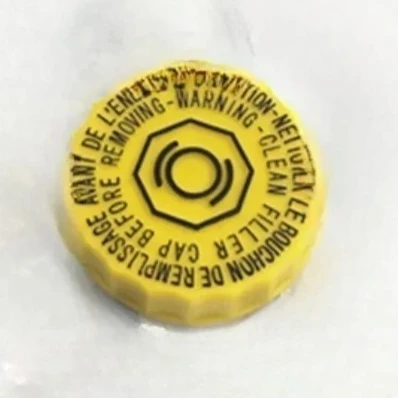 LE BOUCHON DE REMPLISSAGE AVANT DE
WARNING-CLEAN FILLER CAP BEFORE REMOVING-